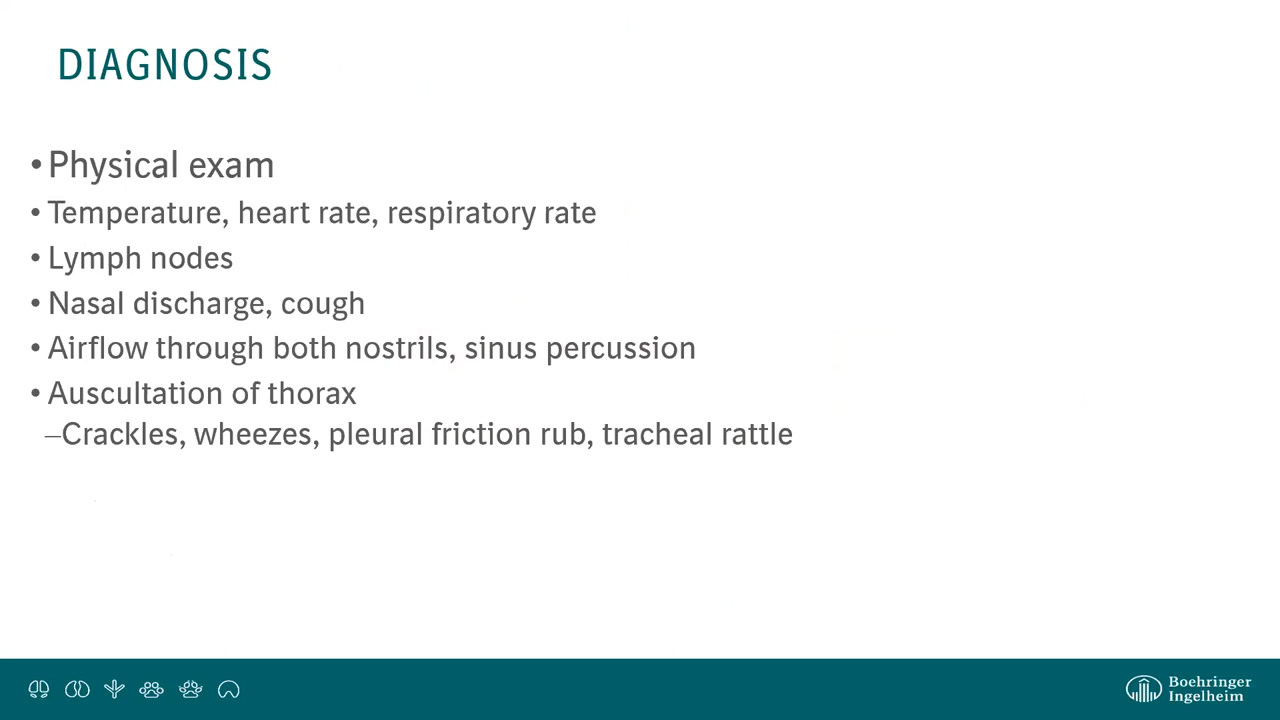 DIAGNOSIS
• Physical exam
• Temperature, heart rate, respiratory rate
• Lymph nodes
• Nasal discharge, cough
• Airflow through both nostrils, sinus percussion
• Auscultation of thorax
–Crackles, wheezes, pleural friction rub, tracheal rattle
Boehringer
Ingelheim